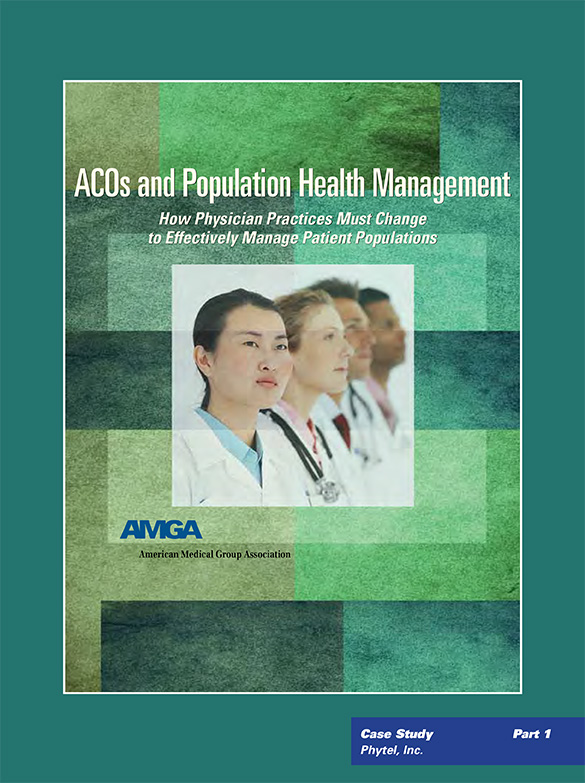 ACOs and Population Health Management
How Physician Practices Must Change
to Effectively Manage Patient Populations
AMGA
American Medical Group Association
Case Study Part 1
Phytel, Inc.